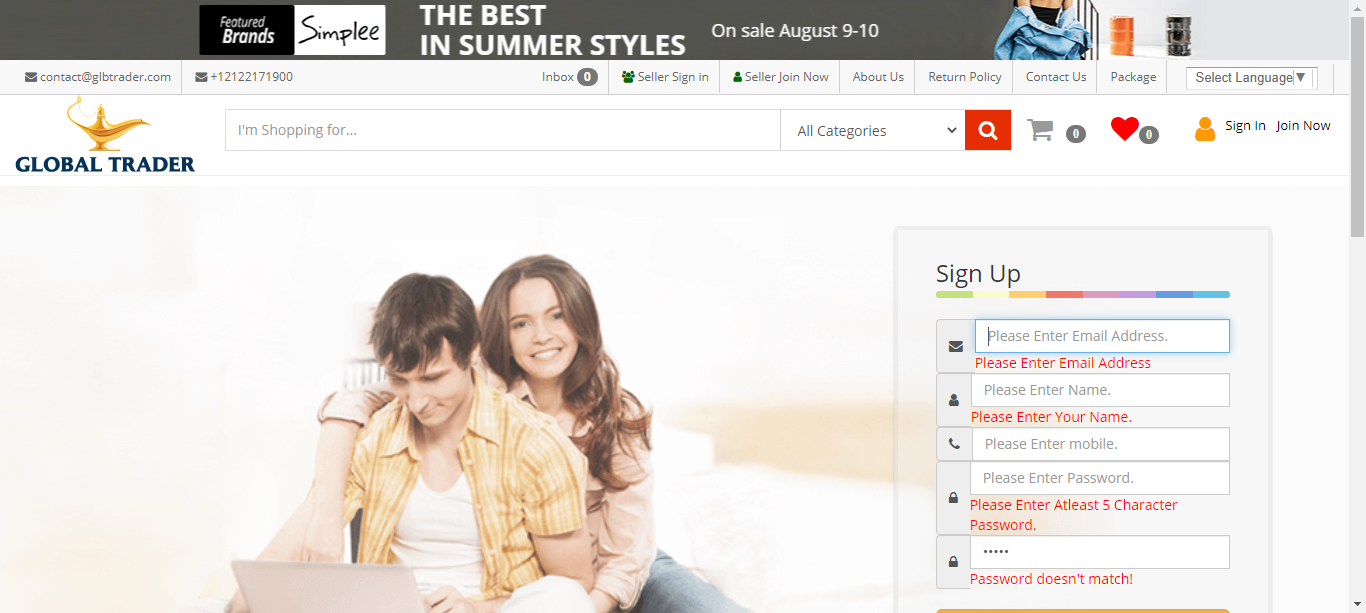 Featured
Brands
Simplee
THE BEST
IN SUMMER STYLES
On sale August 9-10
contact@glbtrader.com
+12122171900
Inbox 0
Seller Sign in
Seller Join Now
About Us
Return Policy
Contact Us
Package
Select Language▼
GLOBAL TRADER
I'm Shopping for...
All Categories
0
0
Sign In
Join Now
Sign Up
Please Enter Email Address.
Please Enter Email Address
Please Enter Name.
Please Enter Your Name.
Please Enter mobile.
Please Enter Password.
Please Enter Atleast 5 Character
Password.
•••••
Password doesn't match!